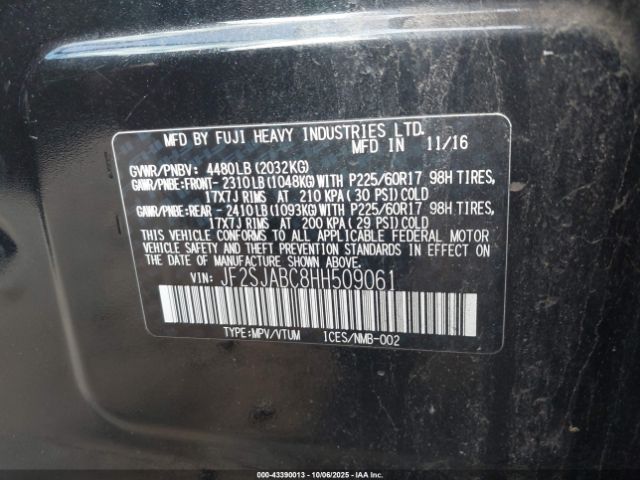 MFD BY FUJI HEAVY INDUSTRIES LTD.
MFD IN 11/16
GVWR/PNBV: 4480LB(2032KG)
GAWR/PNBE:FRONT-2310LB(1048KG)WITH P225/60R17 98H TIRES,
17X7J RIMS AT 210 KPA(30 PSI)COLD
GAWR/PNBE:REAR -2410LB(1093KG)WITH P225/60R17 98H TIRES,
17X7J RIMS AT 200 KPA(29 PSI)COLD
THIS VEHICLE CONFORMS TO ALL APPLICABLE FEDERAL MOTOR
VEHICLE SAFETY AND THEFT PREVENTION STANDARDS IN EFFECT
ON THE DATE OF MANUFACTURE SHOWN ABOVE.
VIN: JF2SJABC8HH509061
TYPE:MPV/VTUM ICES/NMB-002
000-43390013 - 10/06/2025 - IAAI.COM